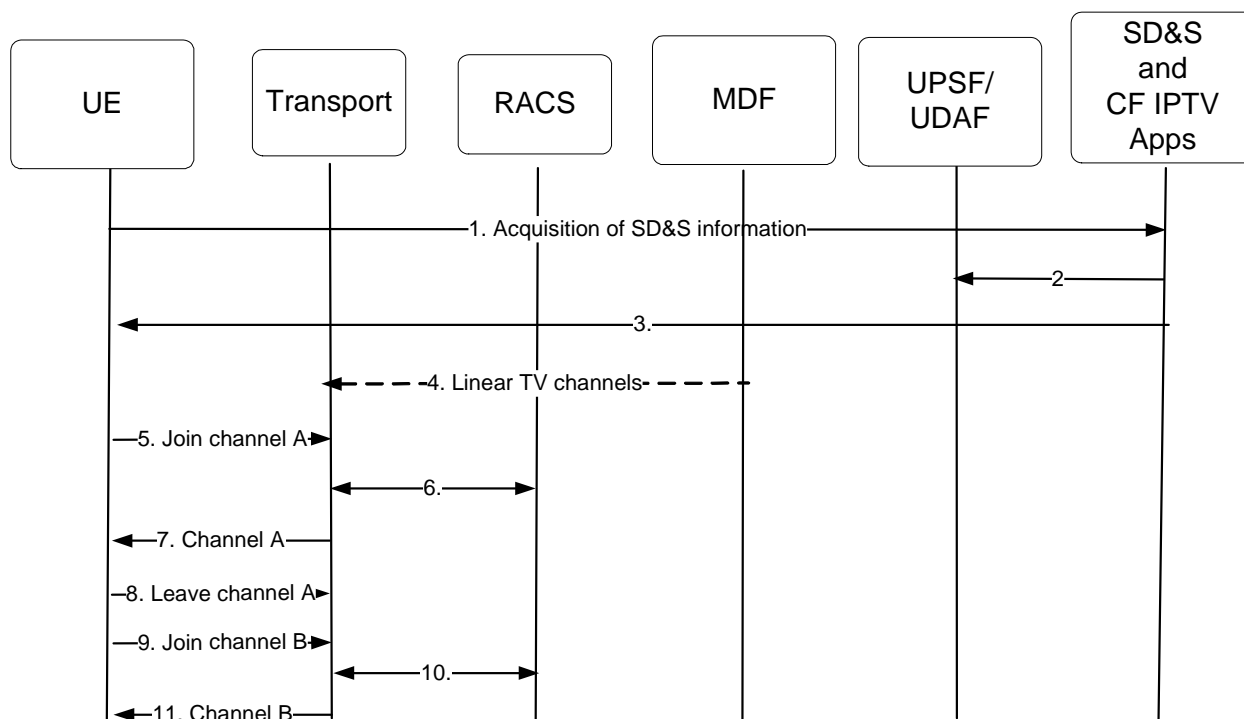 UE
Transport
RACS
MDF
UPSF/
UDAF
SD&S
and
CF IPTV
Apps
1. Acquisition of SD&S information
2
3.
4. Linear TV channels
5. Join channel A
6.
7. Channel A
8. Leave channel A
9. Join channel B
10.
11. Channel B